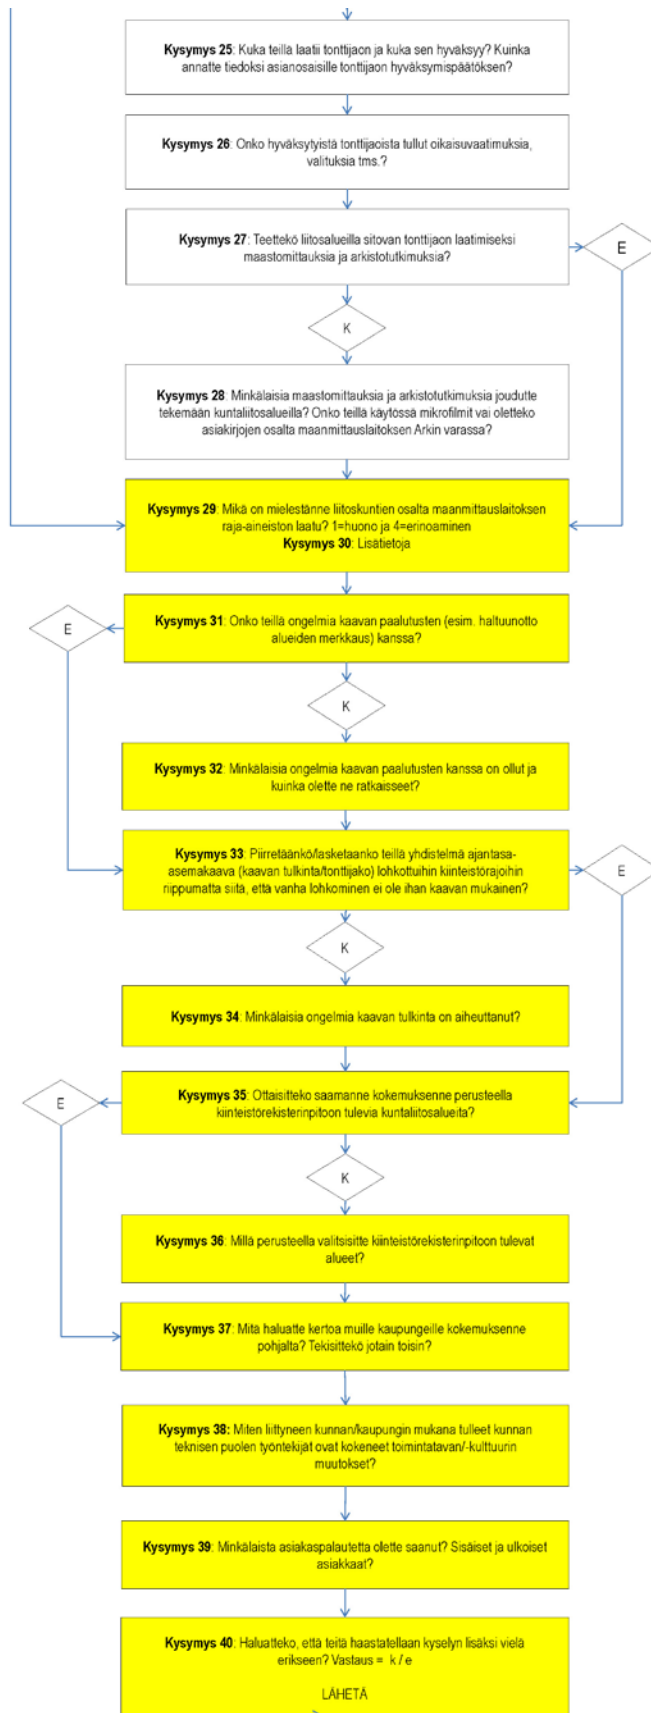 Kysymys 25: Kuka teillä laatii tonttijaon ja kuka sen hyväksyy? Kuinka
annatte tiedoksi asianosaisille tonttijaon hyväksymispäätöksen?
Kysymys 26: Onko hyväksytyistä tonttijaoista tullut oikaisuvaatimuksia,
valituksia tms.?
Kysymys 27: Teettekö liitosalueilla sitovan tonttijaon laatimiseksi
maastomittauksia ja arkistotutkimuksia?
E
K
Kysymys 28: Minkälaisia maastomittauksia ja arkistotutkimuksia joudutte
tekemään kuntaliitosalueilla? Onko teillä käytössä mikrofilmit vai oletteko
asiakirjojen osalta maanmittauslaitoksen Arkin varassa?
Kysymys 29: Mikä on mielestänne liitoskuntien osalta maanmittauslaitoksen
raja-aineiston laatu? 1=huono ja 4=erinoaminen
Kysymys 30: Lisätietoja
E
Kysymys 31: Onko teillä ongelmia kaavan paalutusten (esim. haltuunotto
alueiden merkkaus) kanssa?
K
Kysymys 32: Minkälaisia ongelmia kaavan paalutusten kanssa on ollut ja
kuinka olette ne ratkaisseet?
Kysymys 33: Piirretäänkö/lasketaanko teillä yhdistelmä ajantasa-
asemakaava (kaavan tulkinta/tonttijako) lohkottuihin kiinteistörajoihin
riippumatta siitä, että vanha lohkominen ei ole ihan kaavan mukainen?
E
K
Kysymys 34: Minkälaisia ongelmia kaavan tulkinta on aiheuttanut?
E
Kysymys 35: Ottaisitteko saamanne kokemuksenne perusteella
kiinteistörekisterinpitoon tulevia kuntaliitosalueita?
K
Kysymys 36: Millä perusteella valitsisitte kiinteistörekisterinpitoon tulevat
alueet?
Kysymys 37: Mitä haluatte kertoa muille kaupungeille kokemuksenne
pohjalta? Tekisittekö jotain toisin?
Kysymys 38: Miten liittyneen kunnan/kaupungin mukana tulleet kunnan
teknisen puolen työntekijät ovat kokeneet toimintatavan/-kulttuurin
muutokset?
Kysymys 39: Minkälaista asiakaspalautetta olette saanut? Sisäiset ja ulkoiset
asiakkaat?
Kysymys 40: Haluatteko, että teitä haastatellaan kyselyn lisäksi vielä
erikseen? Vastaus = k / e
LÄHETÄ